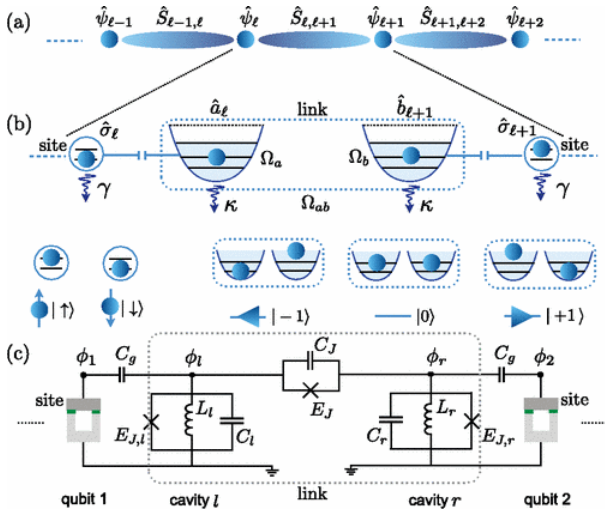 (a) ψ̂ℓ−1 Ŝℓ−1,ℓ ψ̂ℓ Ŝℓ,ℓ+1 ψ̂ℓ+1 Ŝℓ+1,ℓ+2 ψ̂ℓ+2
(b) σ̂ℓ âℓ link b̂ℓ+1 σ̂ℓ+1
site Ωa Ωb site
γ κ Ωab κ γ
|↑⟩ |↓⟩ |−1⟩ |0⟩ |+1⟩
(c) ϕ1 Cg ϕl CJ ϕr Cg ϕ2
site EJ site
EJ,l Ll Cl Cr Lr EJ,r
qubit 1 cavity l link cavity r qubit 2